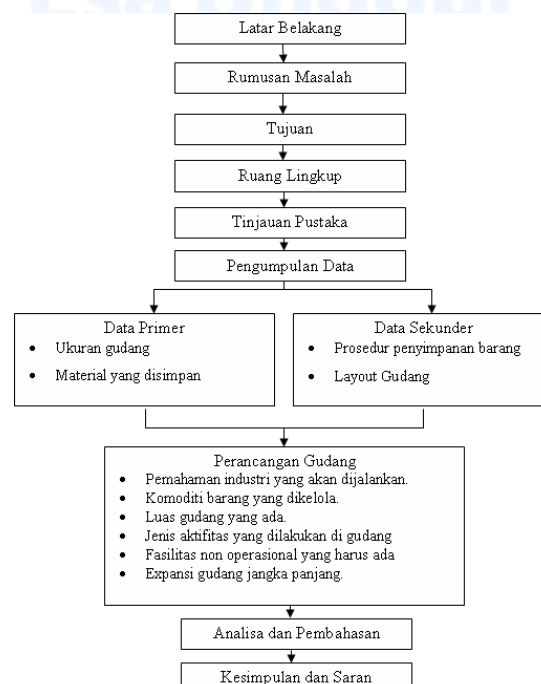 Latar Belakang
Rumusan Masalah
Tujuan
Ruang Lingkup
Tinjauan Pustaka
Pengumpulan Data
Data Primer
• Ukuran gudang
• Material yang disimpan
Data Sekunder
• Prosedur penyimpanan barang
• Layout Gudang
Perancangan Gudang
• Pemahaman industri yang akan dijalankan.
• Komoditi barang yang dikelola.
• Luas gudang yang ada.
• Jenis aktifitas yang dilakukan di gudang
• Fasilitas non operasional yang harus ada
• Expansi gudang jangka panjang.
Analisa dan Pembahasan
Kesimpulan dan Saran